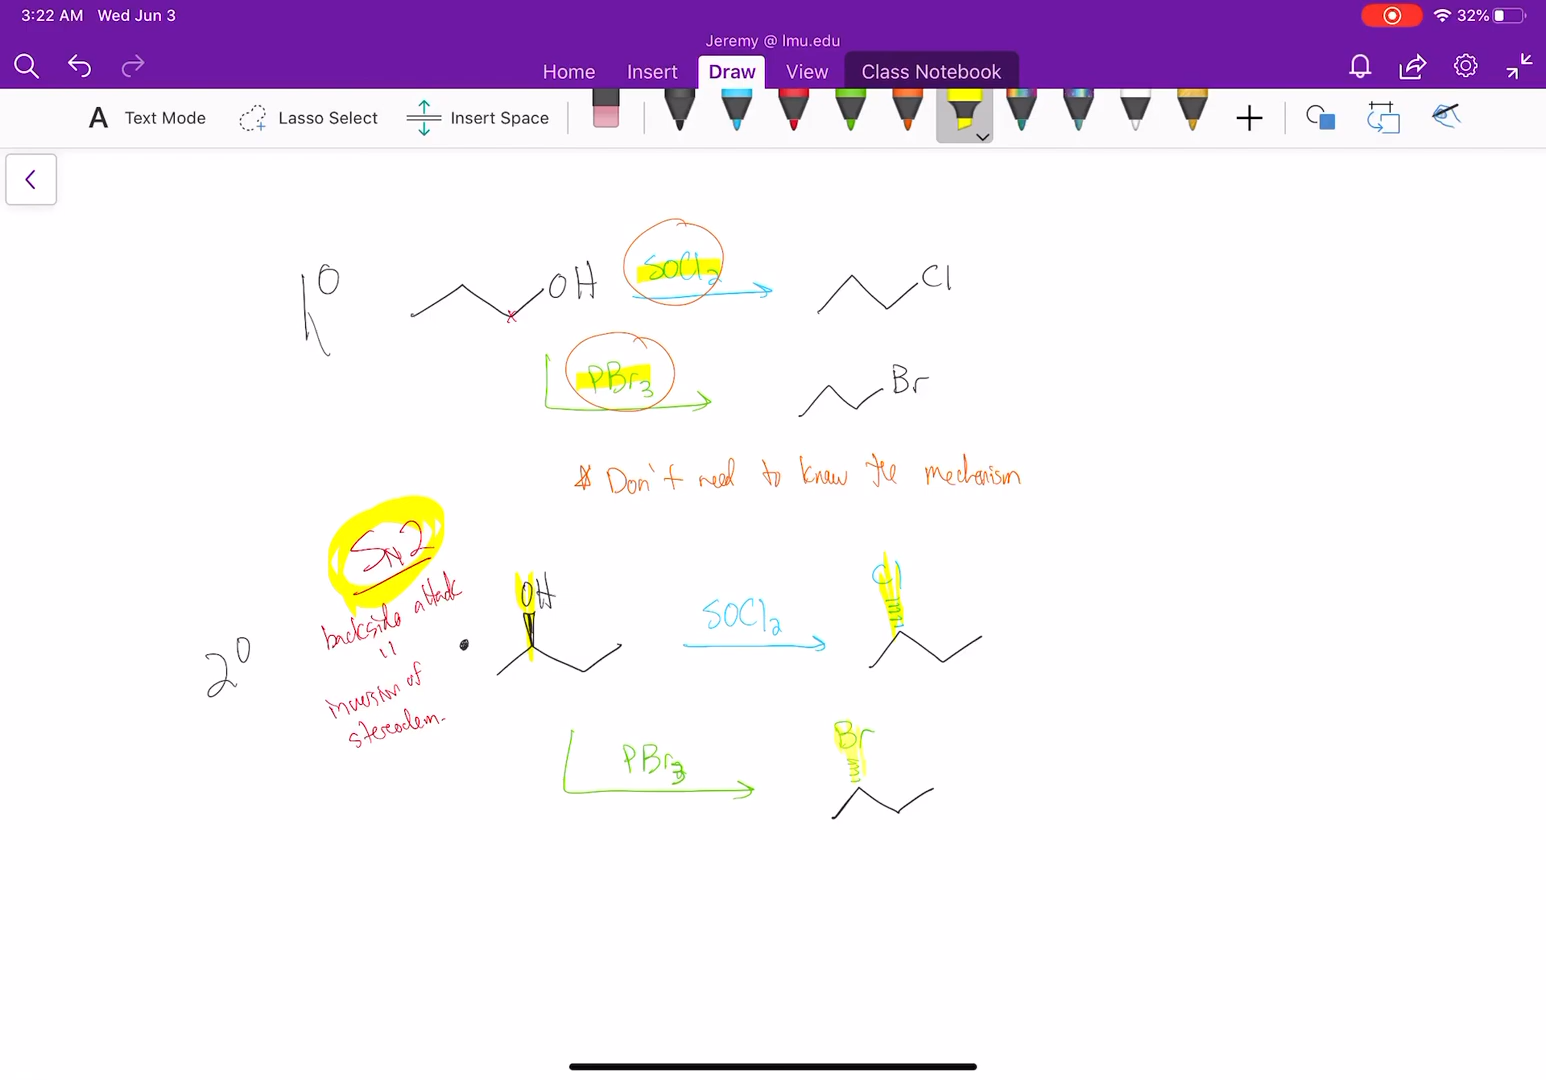 3:22 AM Wed Jun 3
32%
Jeremy @ lmu.edu
Home Insert Draw View Class Notebook
A Text Mode Lasso Select Insert Space
1° OH SOCl2 Cl
PBr3 Br
* Don't need to know the mechanism
SN2
backside attack
=
inversion of
stereochem.
2° OH SOCl2 Cl
PBr3 Br